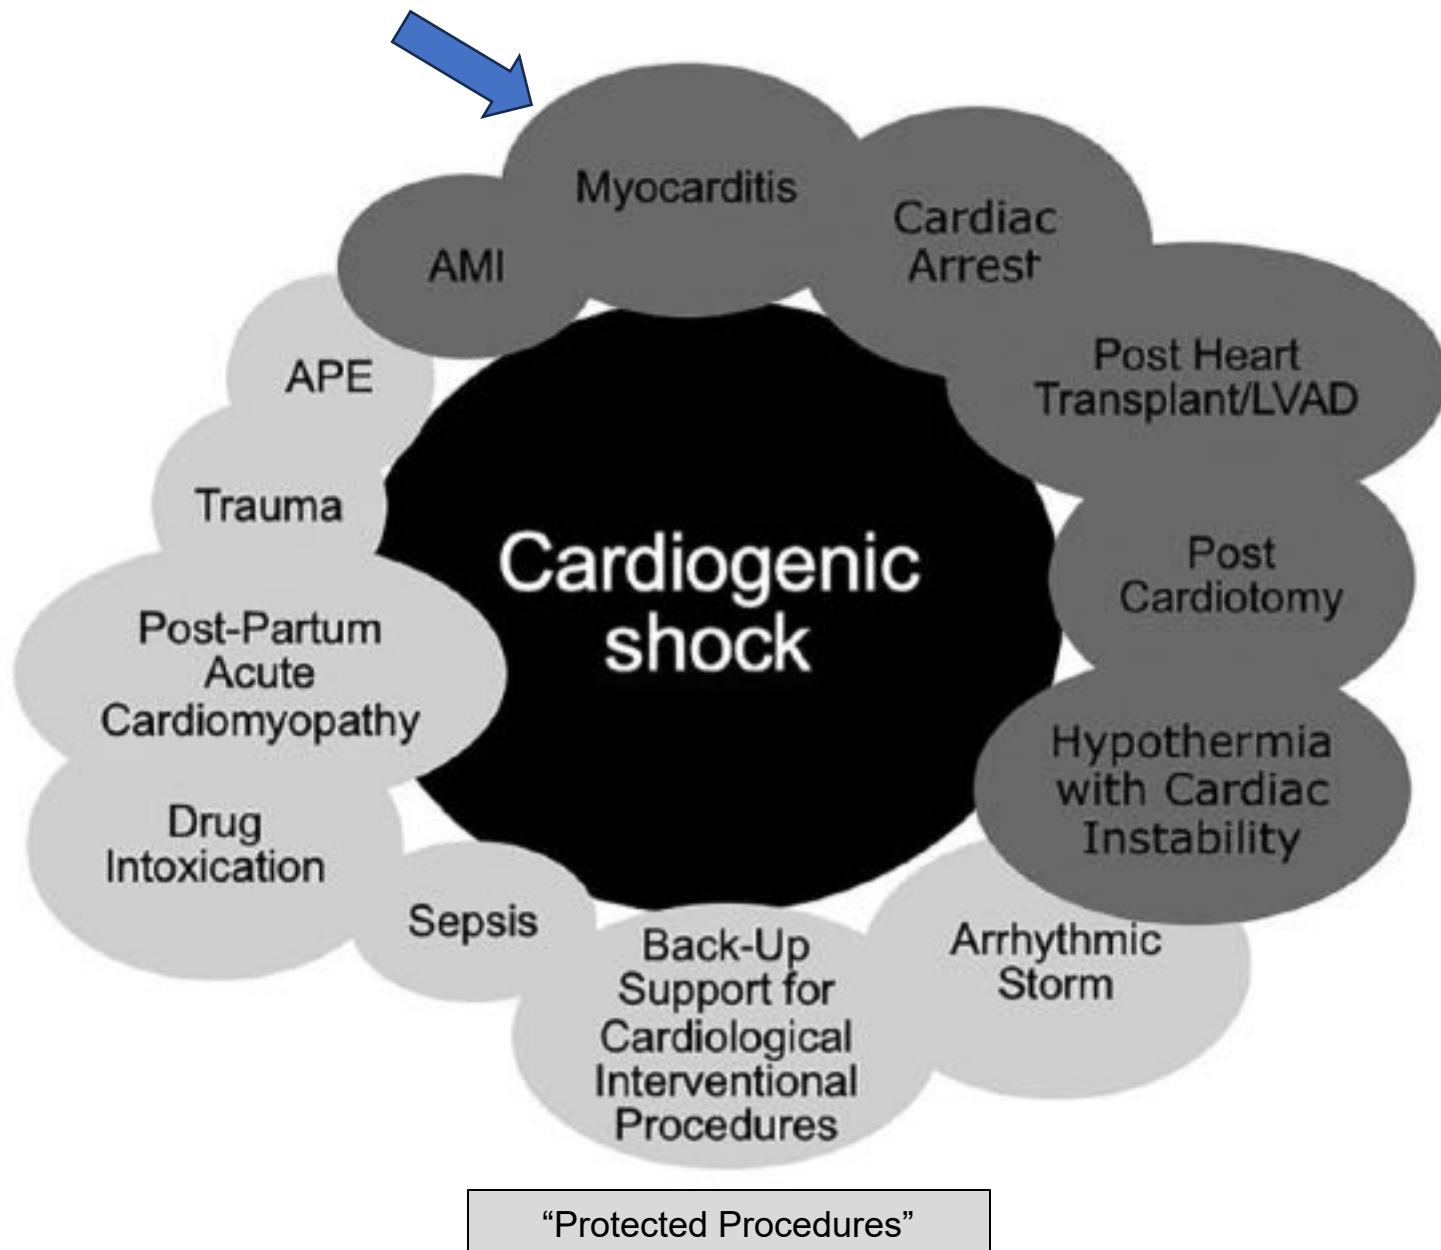 Myocarditis
Cardiac
Arrest
AMI
Post Heart
Transplant/LVAD
APE
Trauma
Cardiogenic
shock
Post
Cardiotomy
Post-Partum
Acute
Cardiomyopathy
Hypothermia
with Cardiac
Instability
Drug
Intoxication
Sepsis
Back-Up
Support for
Cardiological
Interventional
Procedures
Arrhythmic
Storm
“Protected Procedures”